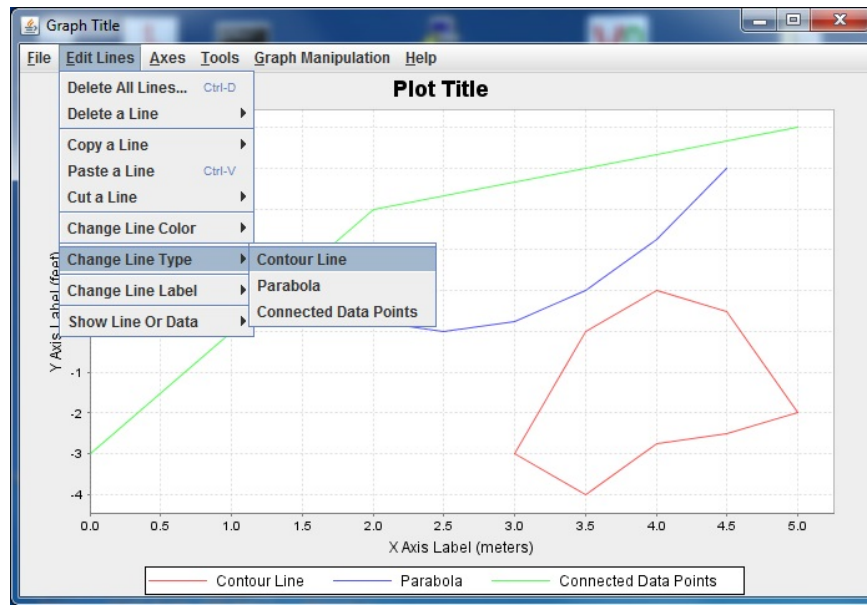 Graph Title
File Edit Lines Axes Tools Graph Manipulation Help
Plot Title
Delete All Lines... Ctrl-D
Delete a Line
Copy a Line
Paste a Line Ctrl-V
Cut a Line
Change Line Color
Change Line Type
Change Line Label
Show Line Or Data
Contour Line
Parabola
Connected Data Points
Y Axis Label (feet)
-1
-2
-3
-4
0.0 0.5 1.0 1.5 2.0 2.5 3.0 3.5 4.0 4.5 5.0
X Axis Label (meters)
Contour Line Parabola Connected Data Points